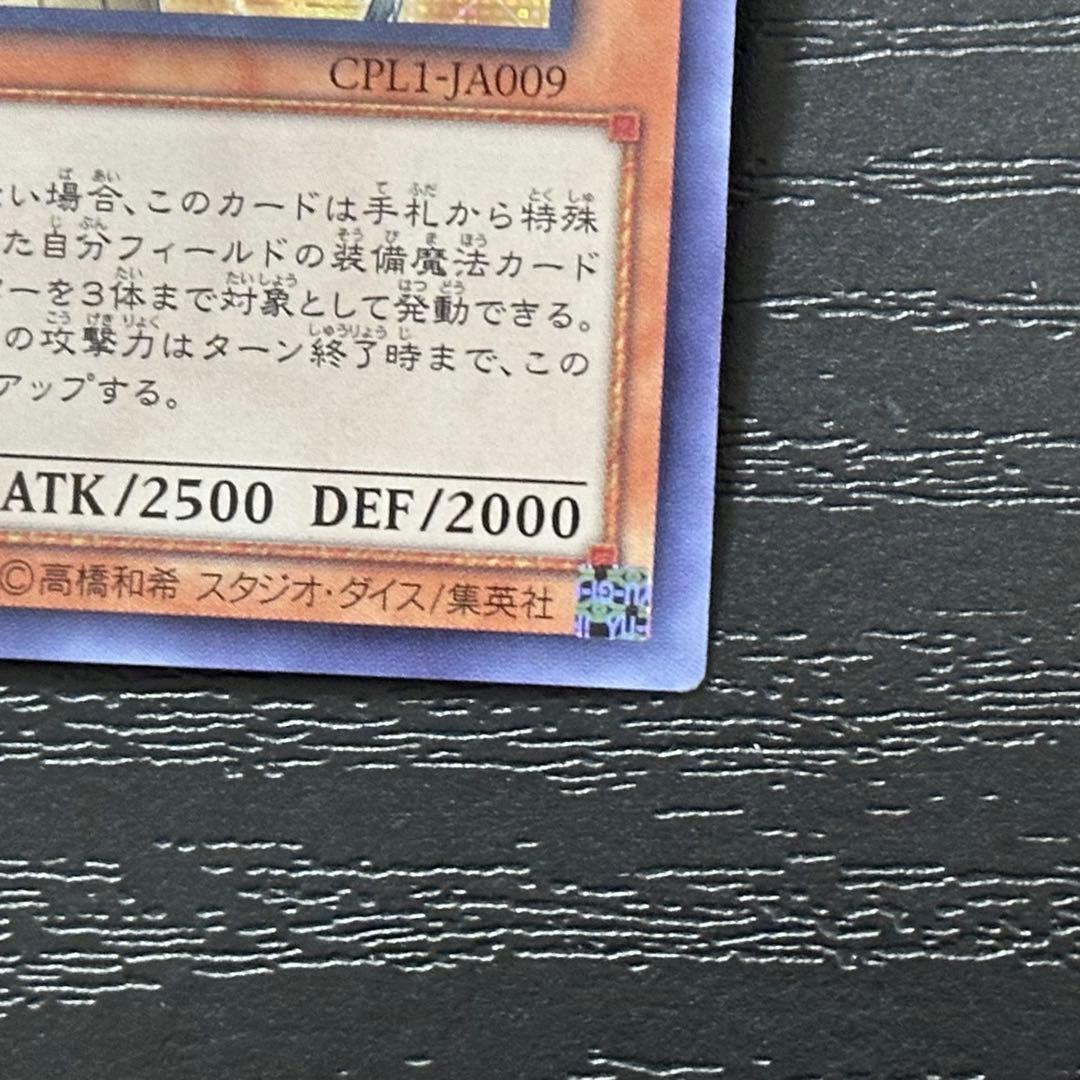 CPL1-JA009
い場合、このカードは手札から特殊
た自分フィールドの装備魔法カード
ーを3体まで対象として発動できる。
の攻撃力はターン終了時まで、この
アップする。
ATK/2500 DEF/2000
©高橋和希 スタジオ・ダイス/集英社